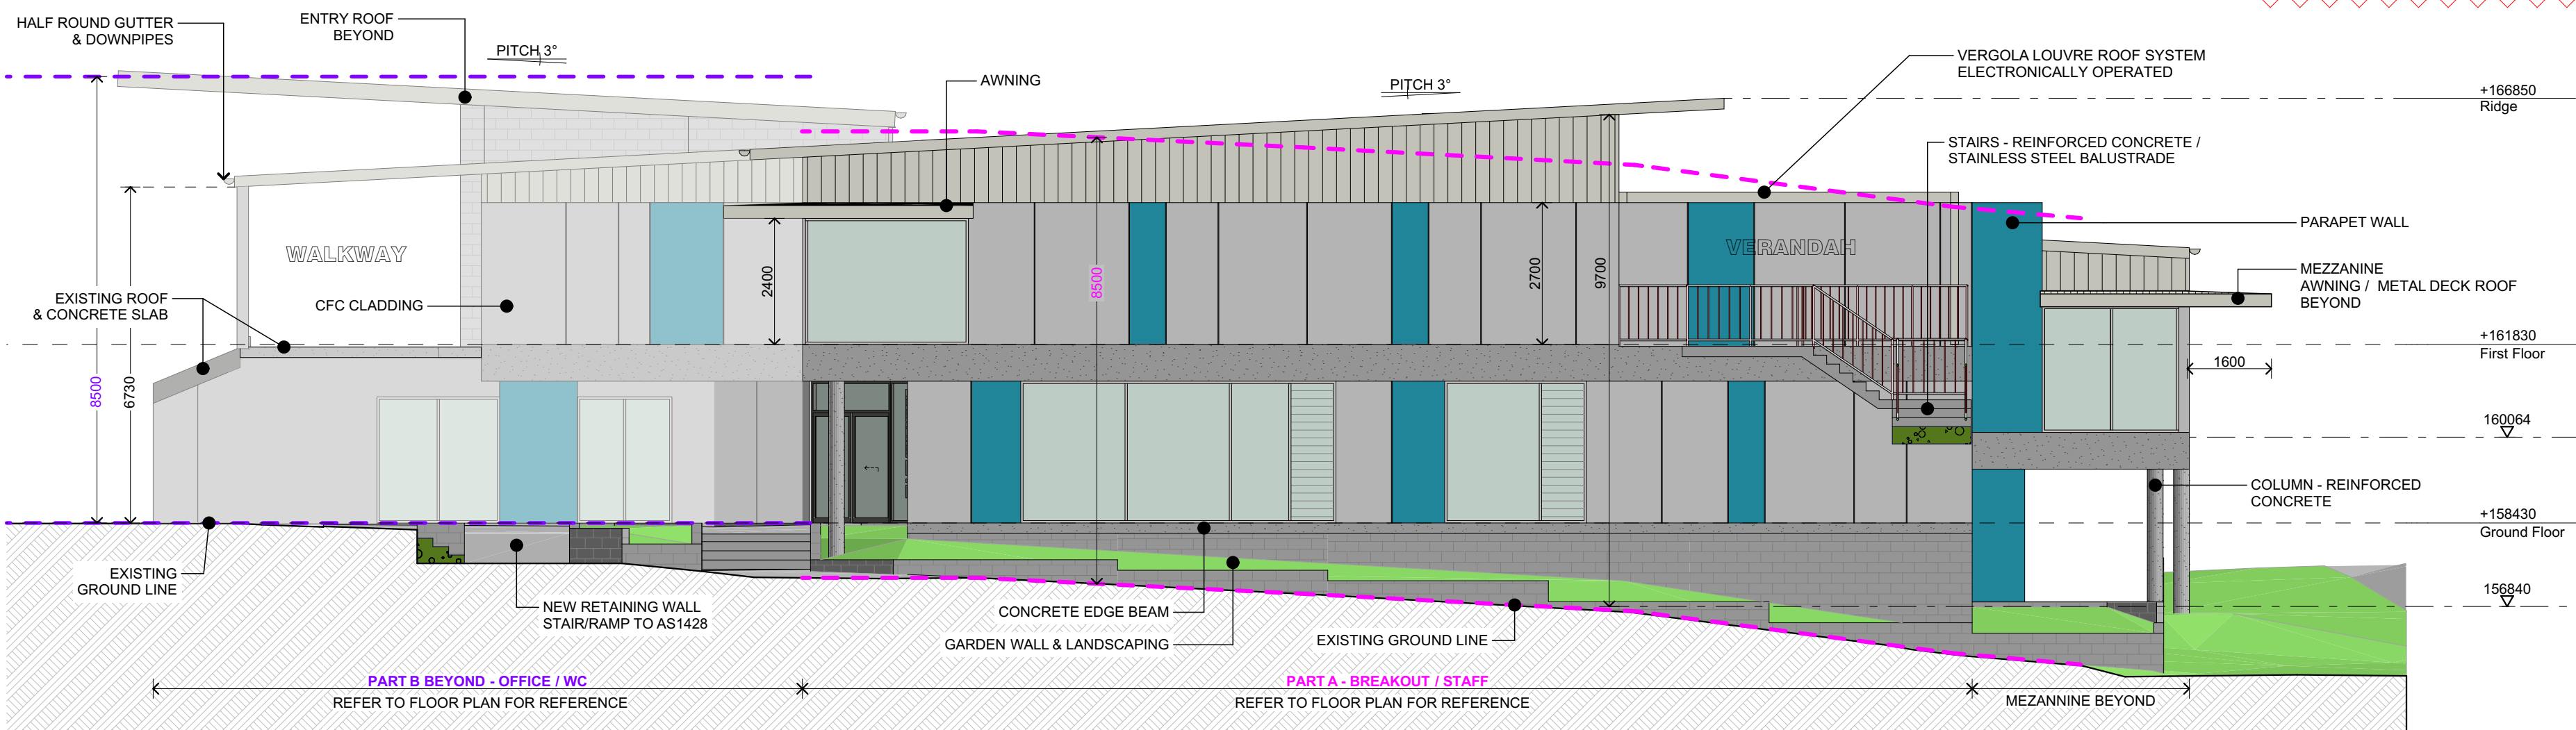 HALF ROUND GUTTER
& DOWNPIPES
ENTRY ROOF
BEYOND
PITCH 3°
AWNING
PITCH 3°
VERGOLA LOUVRE ROOF SYSTEM
ELECTRONICALLY OPERATED
+166850
Ridge
STAIRS - REINFORCED CONCRETE /
STAINLESS STEEL BALUSTRADE
PARAPET WALL
WALKWAY
VERANDAH
MEZZANINE
AWNING / METAL DECK ROOF
BEYOND
EXISTING ROOF
& CONCRETE SLAB
CFC CLADDING
2400
8500
2700
9700
+161830
First Floor
1600
8500
6730
160064
COLUMN - REINFORCED
CONCRETE
+158430
Ground Floor
EXISTING
GROUND LINE
NEW RETAINING WALL
STAIR/RAMP TO AS1428
CONCRETE EDGE BEAM
GARDEN WALL & LANDSCAPING
EXISTING GROUND LINE
156840
PART B BEYOND - OFFICE / WC
REFER TO FLOOR PLAN FOR REFERENCE
PART A - BREAKOUT / STAFF
REFER TO FLOOR PLAN FOR REFERENCE
MEZANNINE BEYOND